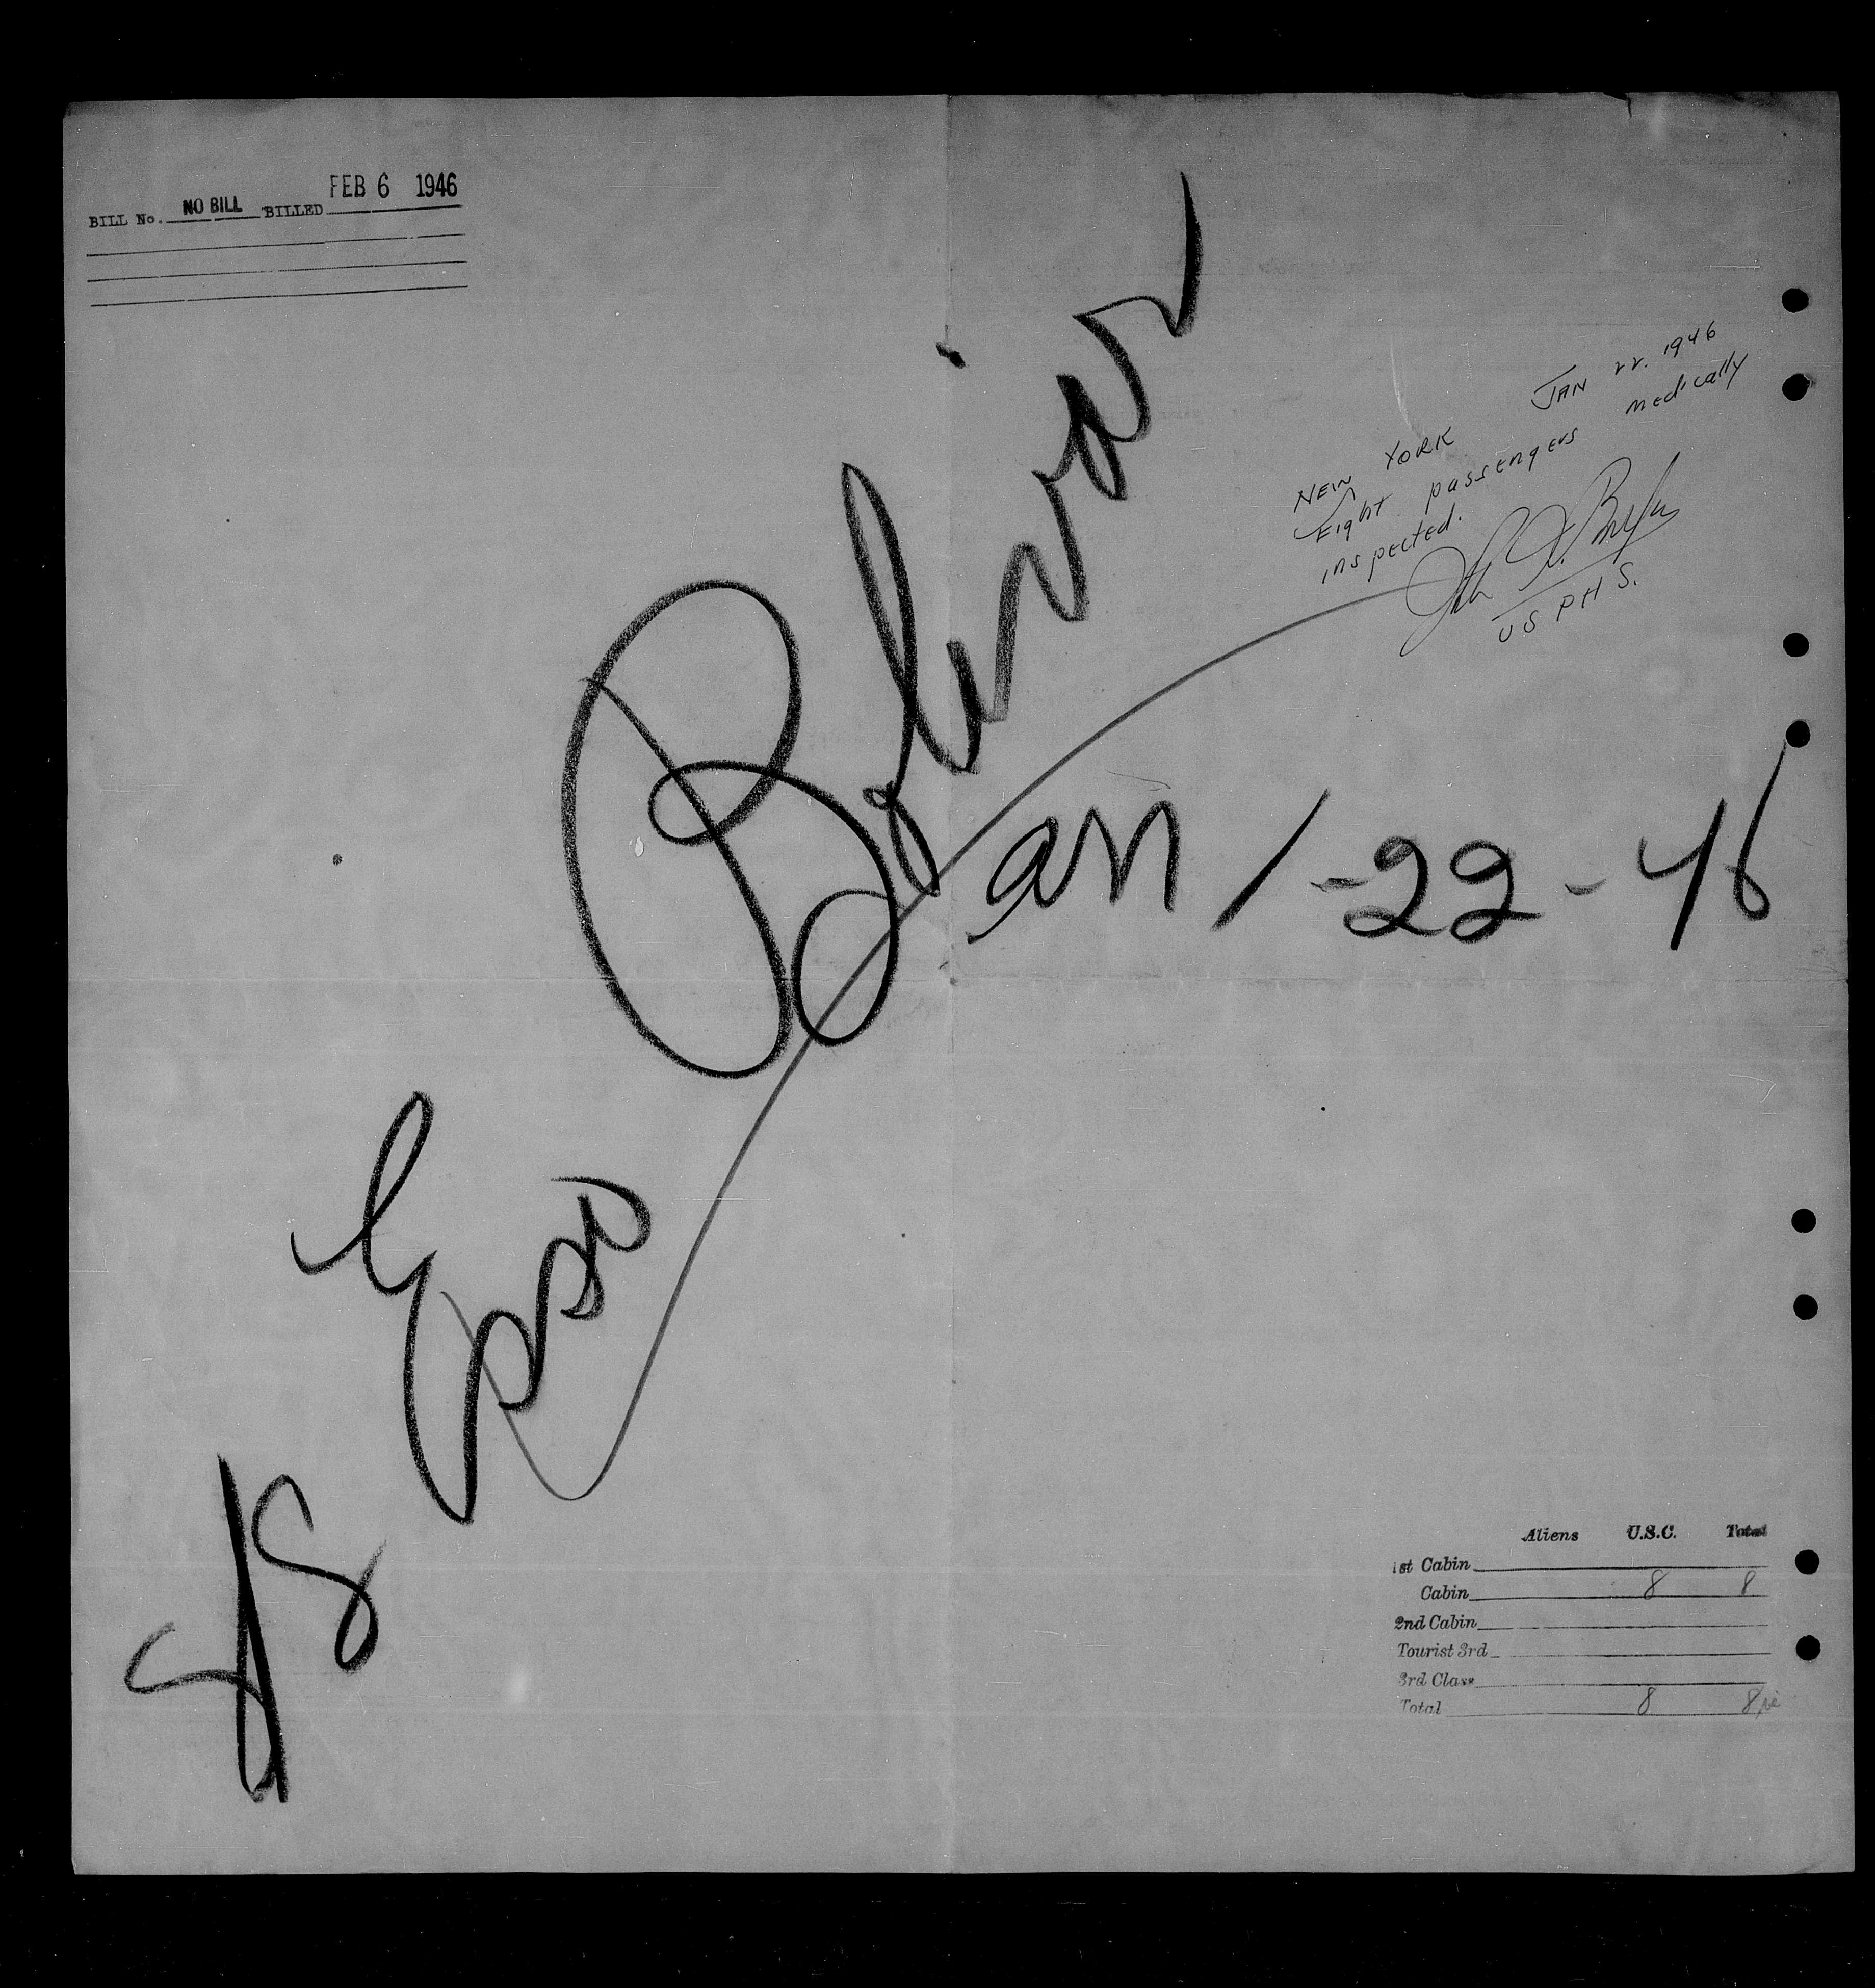 FEB 6 1946
BILL No. NO BILL BILLED
NEW YORK JAN 22. 1946
Eight passengers medically
inspected.
US PHS.
S/S Esso Bolivar
arr 1-22-46
Aliens U.S.C. Total
1st Cabin
Cabin 8 8
2nd Cabin
Tourist 3rd
3rd Class
Total 8 8